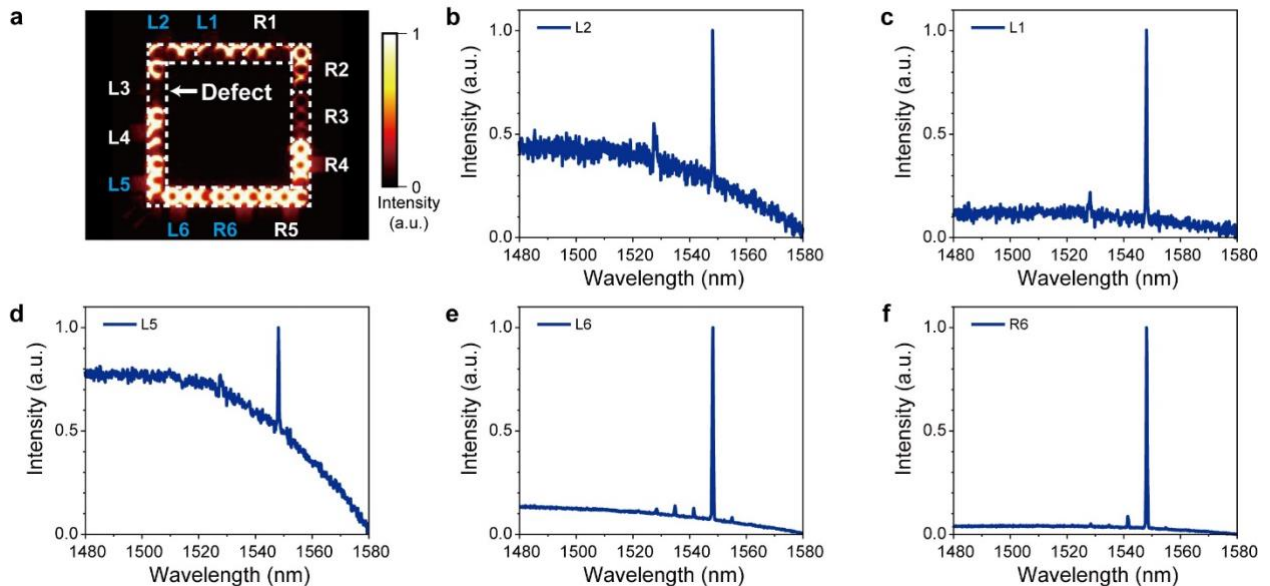 a
L2 L1 R1
L3
L4
L5
Defect
R2
R3
R4
L6 R6 R5
1
0
Intensity
(a.u.)
b
L2
Intensity (a.u.)
1.0
0.5
0.0
1480 1500 1520 1540 1560 1580
Wavelength (nm)
c
L1
Intensity (a.u.)
1.0
0.5
0.0
1480 1500 1520 1540 1560 1580
Wavelength (nm)
d
L5
Intensity (a.u.)
1.0
0.5
0.0
1480 1500 1520 1540 1560 1580
Wavelength (nm)
e
L6
Intensity (a.u.)
1.0
0.5
0.0
1480 1500 1520 1540 1560 1580
Wavelength (nm)
f
R6
Intensity (a.u.)
1.0
0.5
0.0
1480 1500 1520 1540 1560 1580
Wavelength (nm)